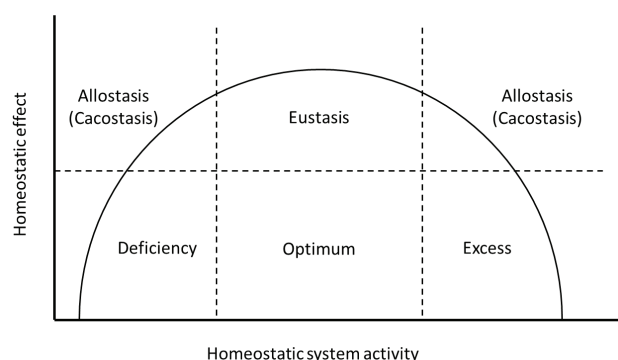 Homeostatic effect
Allostasis
(Cacostasis)
Eustasis
Allostasis
(Cacostasis)
Deficiency
Optimum
Excess
Homeostatic system activity